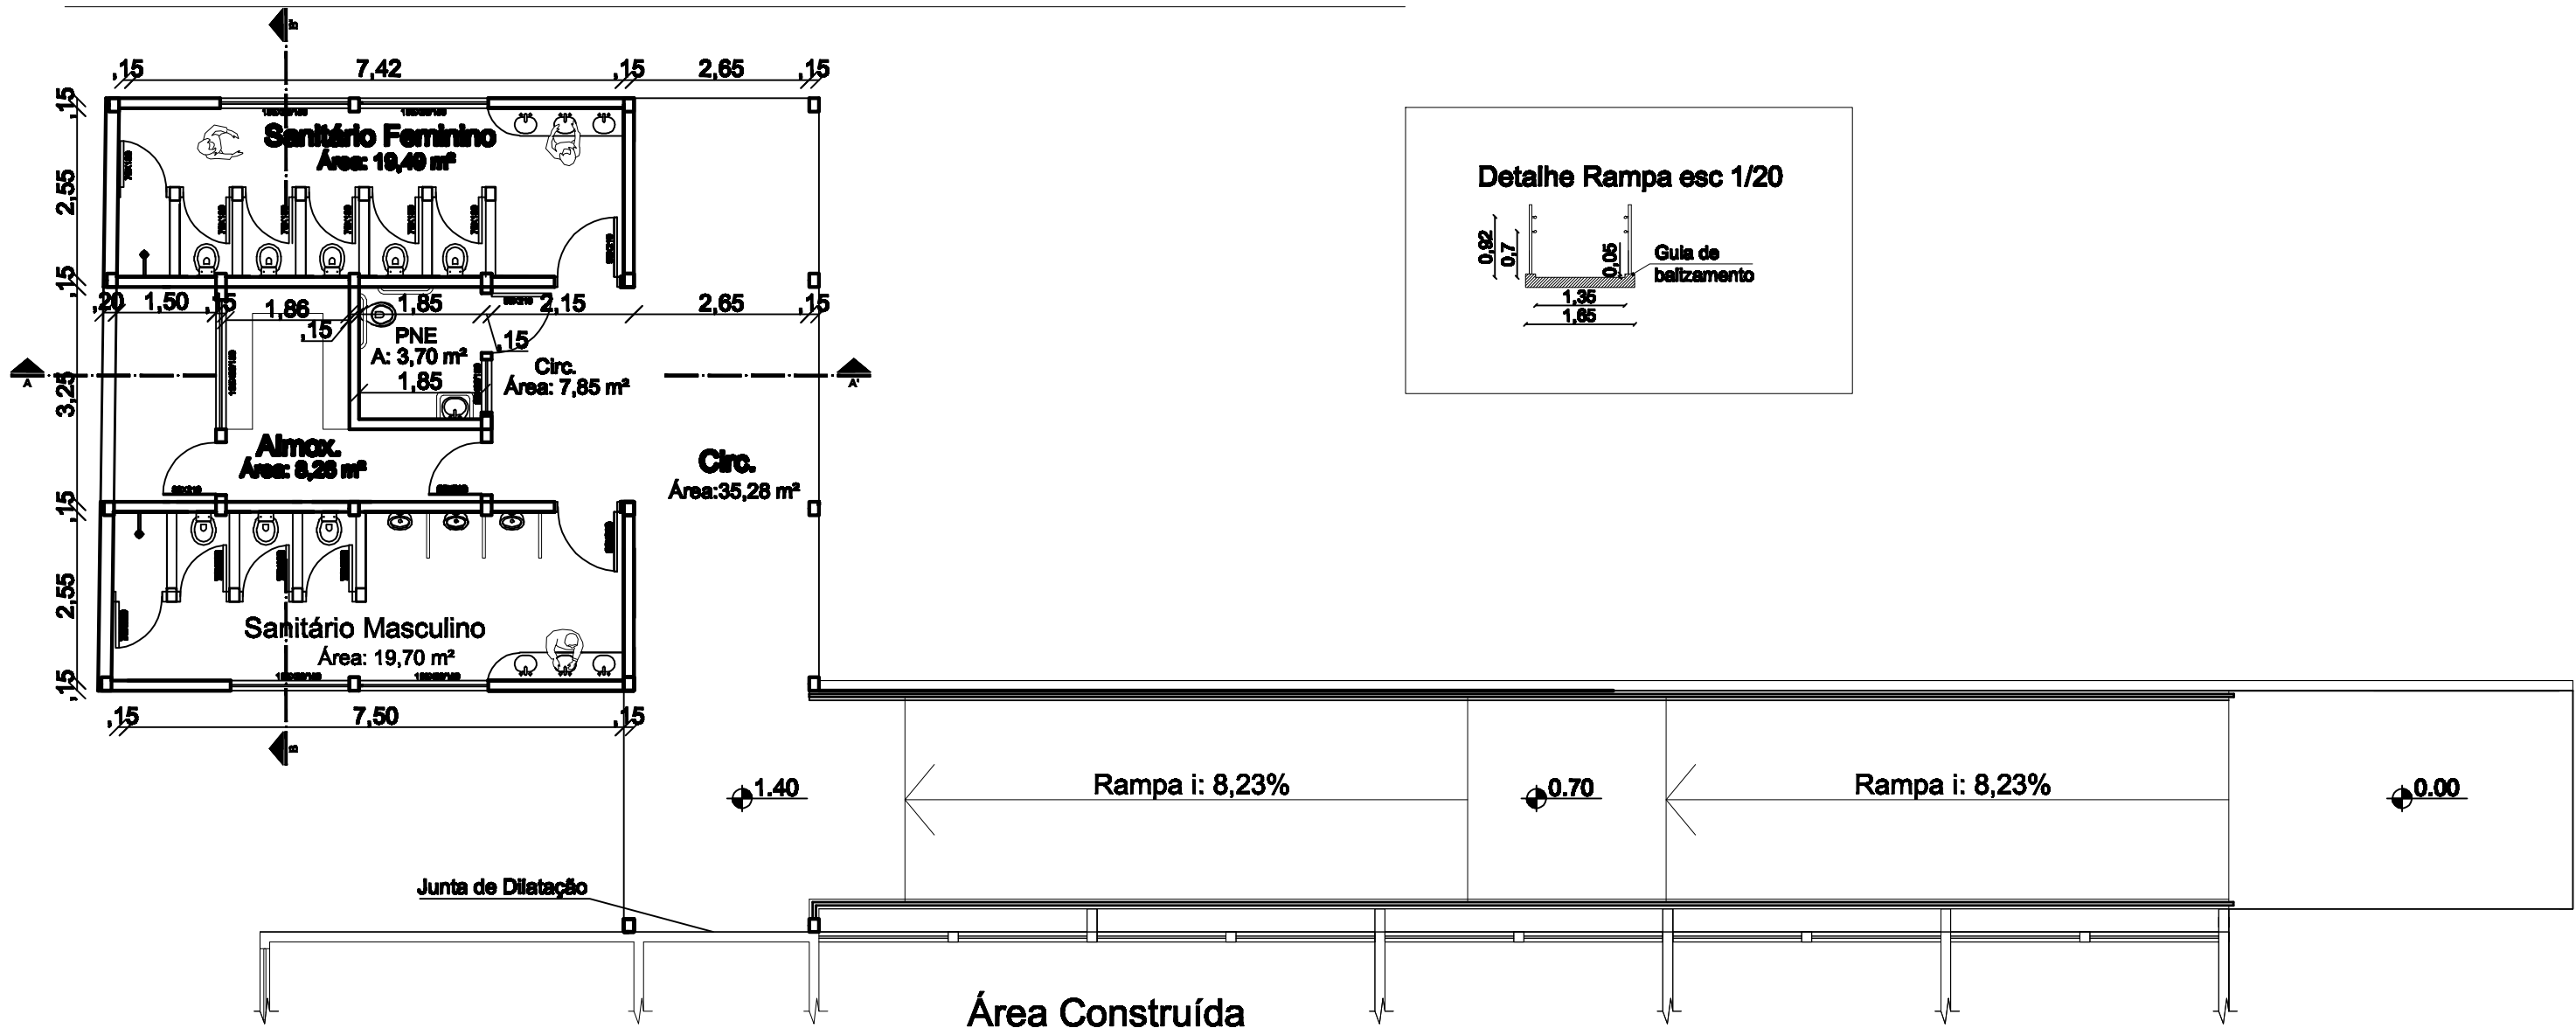 B'
,15
7,42
,15
2,65
,15
,15
Sanitário Feminino
Área: 19,49 m²
2,55
Detalhe Rampa esc 1/20
0,92
0,7
0,05
Guia de
balizamento
1,35
1,65
,15
,20
1,50
,15
1,86
,15
1,85
2,15
2,65
,15
PNE
A: 3,70 m²
,15
1,85
Circ.
Área: 7,85 m²
A
A'
3,25
Almox.
Área: 8,26 m²
Circ.
Área:35,28 m²
,15
2,55
Sanitário Masculino
Área: 19,70 m²
,15
,15
7,50
,15
B
1.40
Rampa i: 8,23%
0.70
Rampa i: 8,23%
0.00
Junta de Dilatação
Área Construída